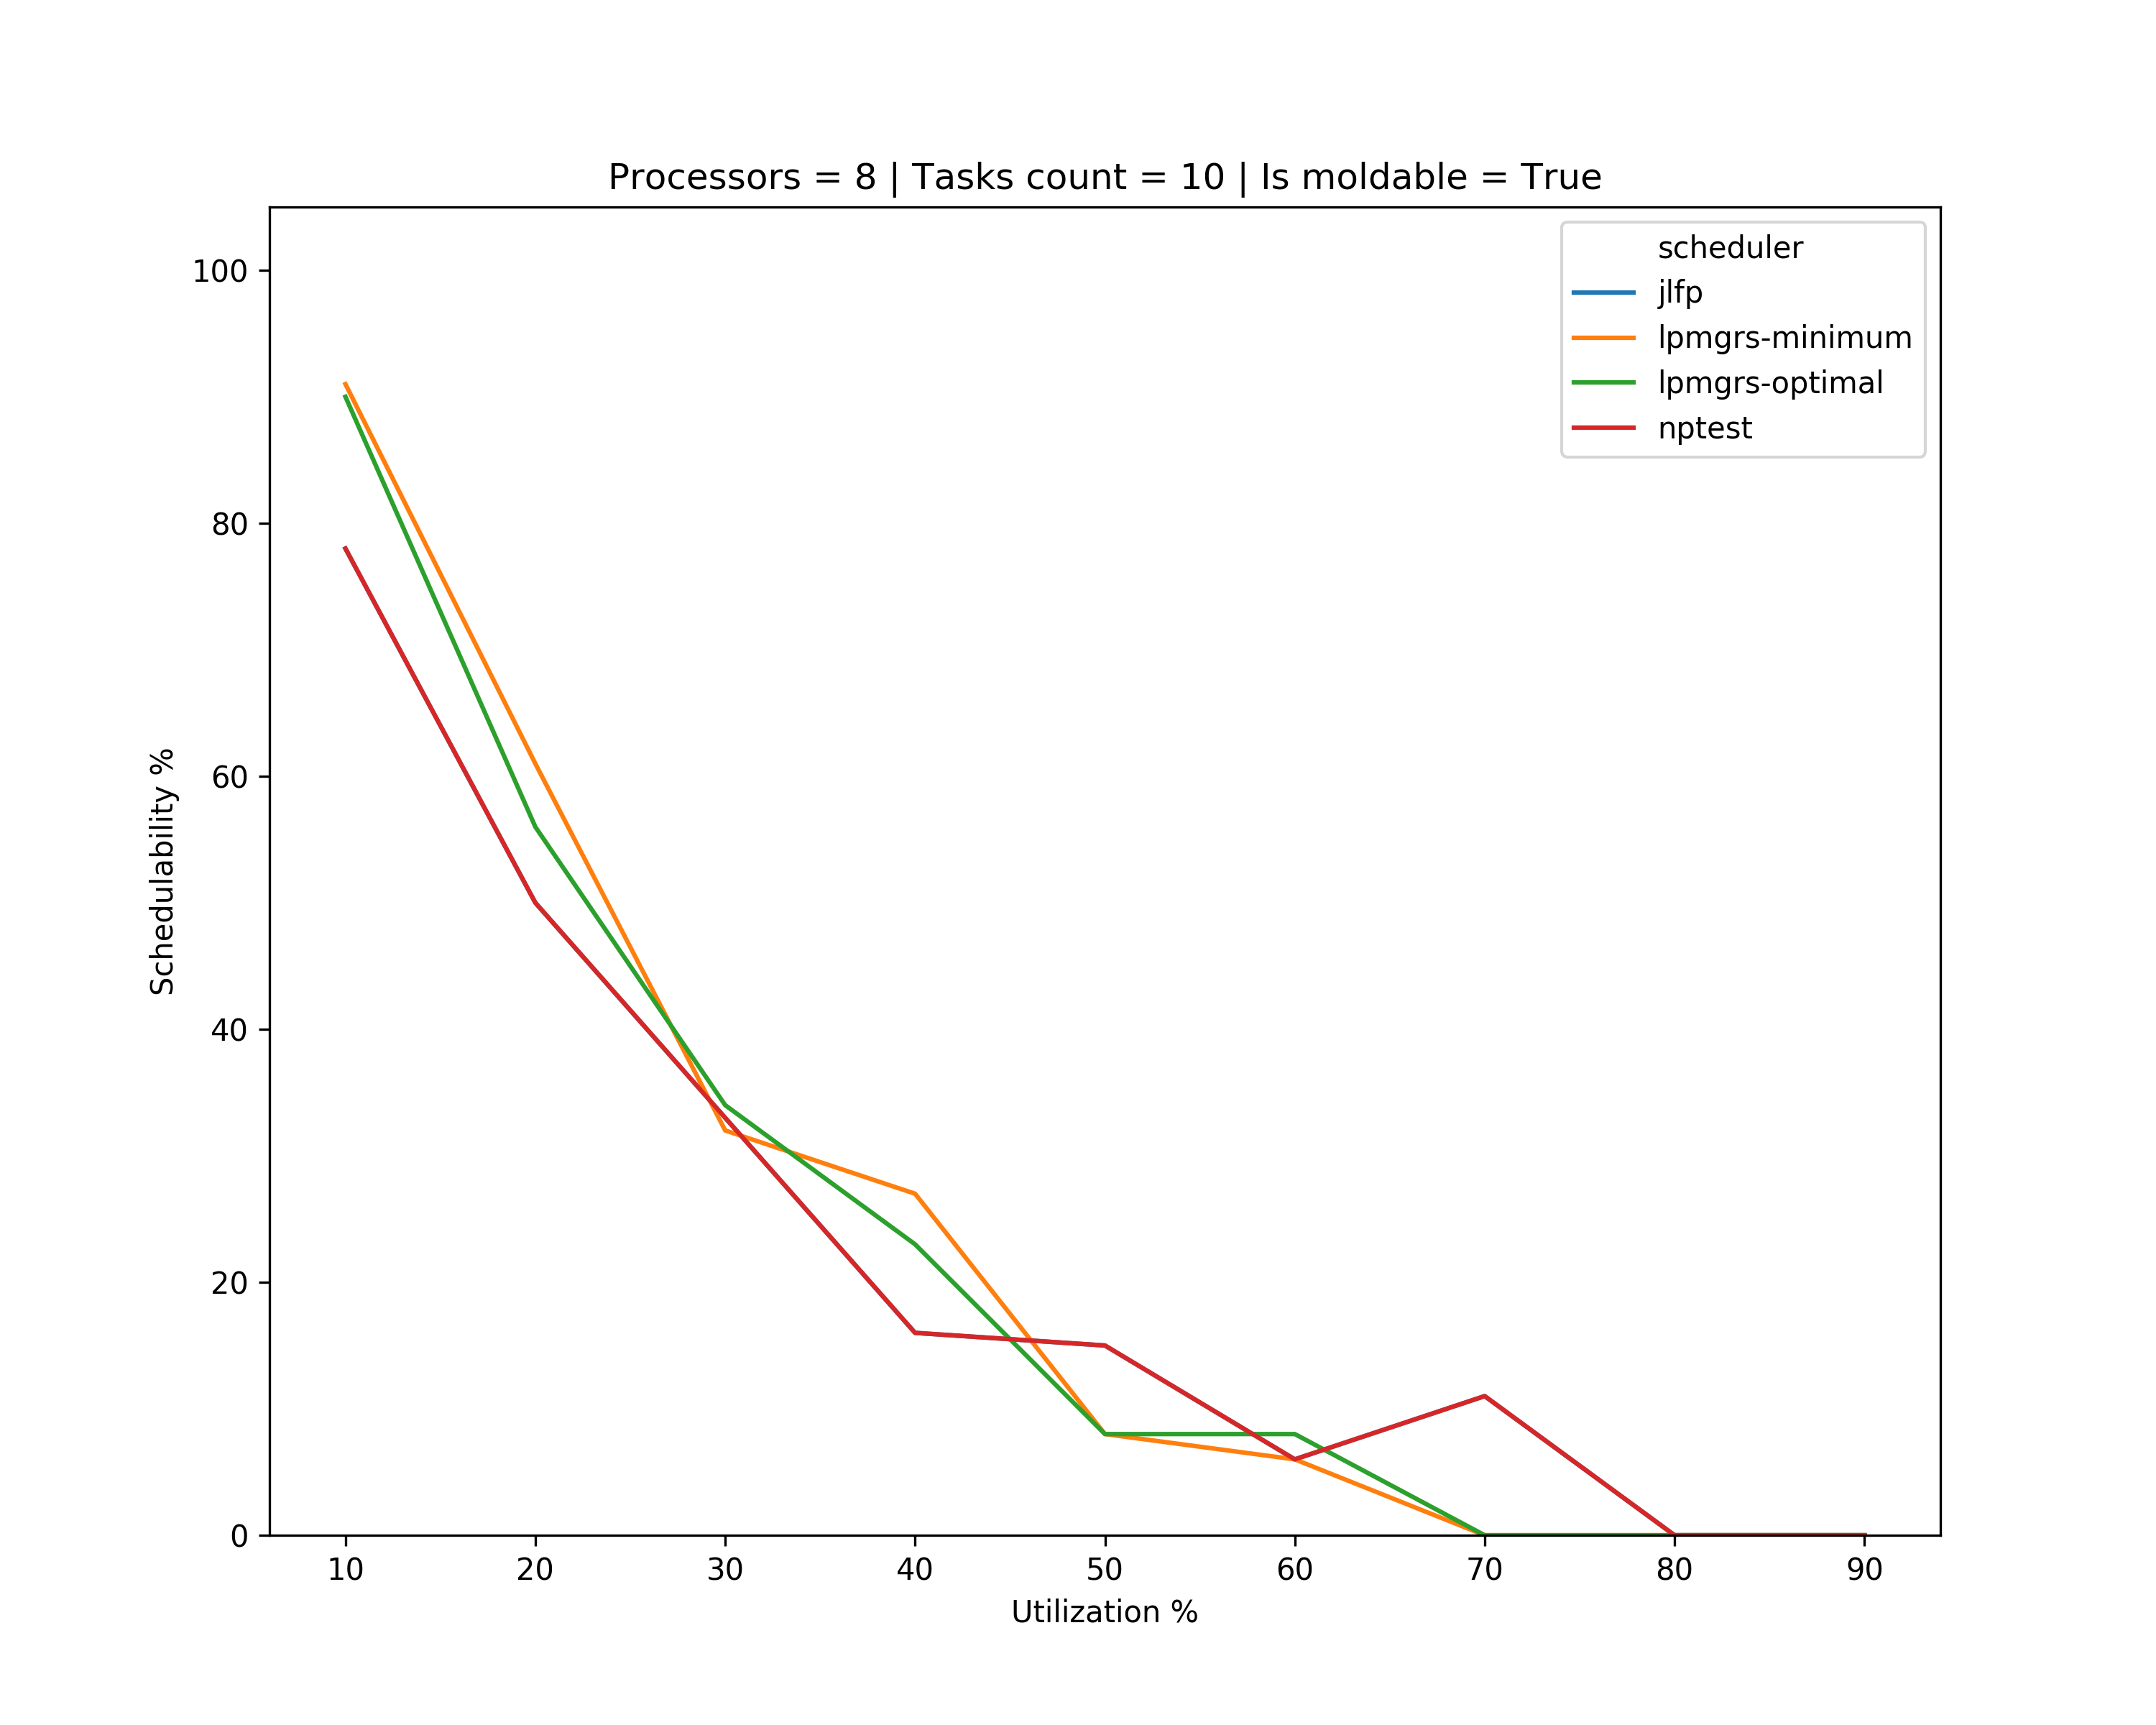 Processors = 8 | Tasks count = 10 | Is moldable = True
scheduler
jlfp
lpmgrs-minimum
lpmgrs-optimal
nptest
100
80
60
40
20
0
Schedulability %
10 20 30 40 50 60 70 80 90
Utilization %